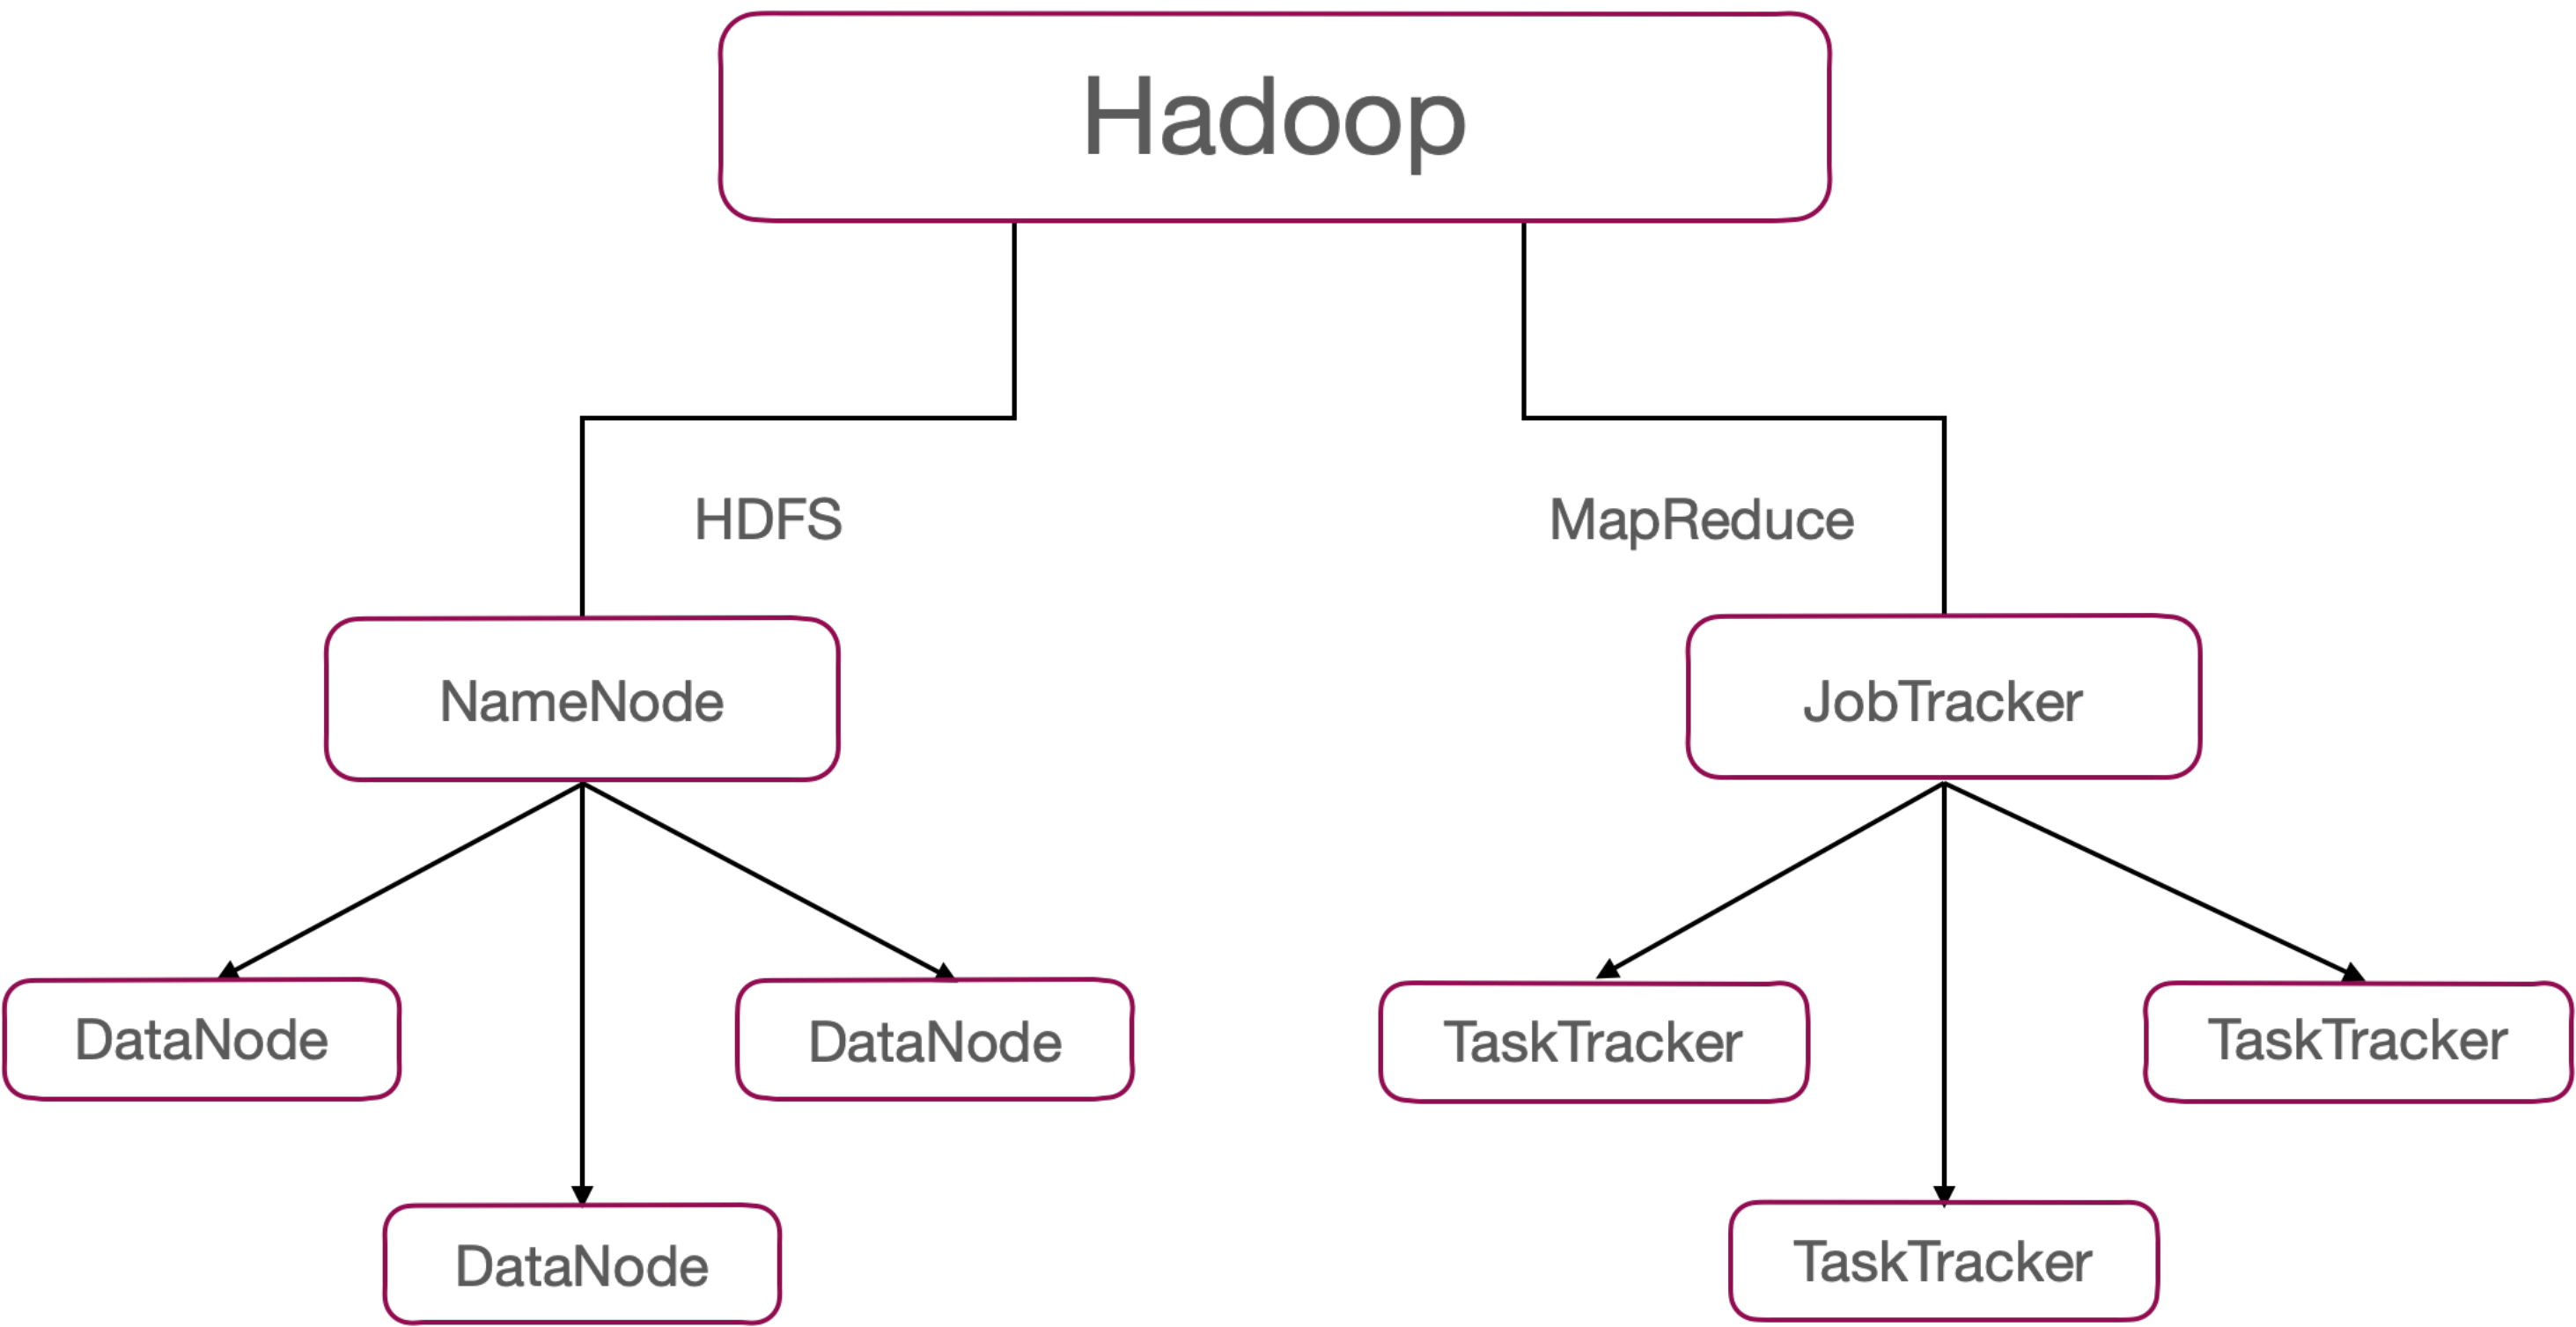 Hadoop
HDFS
MapReduce
NameNode
JobTracker
DataNode
DataNode
TaskTracker
TaskTracker
DataNode
TaskTracker